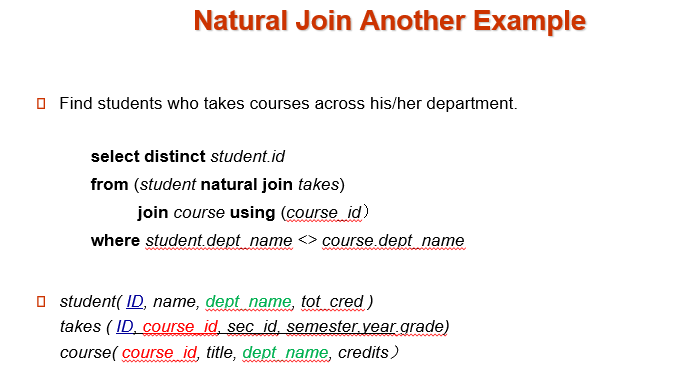 Natural Join Another Example
Find students who takes courses across his/her department.
select distinct student.id
from (student natural join takes)
join course using (course_id）
where student.dept_name <> course.dept_name
student( ID, name, dept_name, tot_cred )
takes ( ID, course_id, sec_id, semester,year,grade)
course( course_id, title, dept_name, credits）